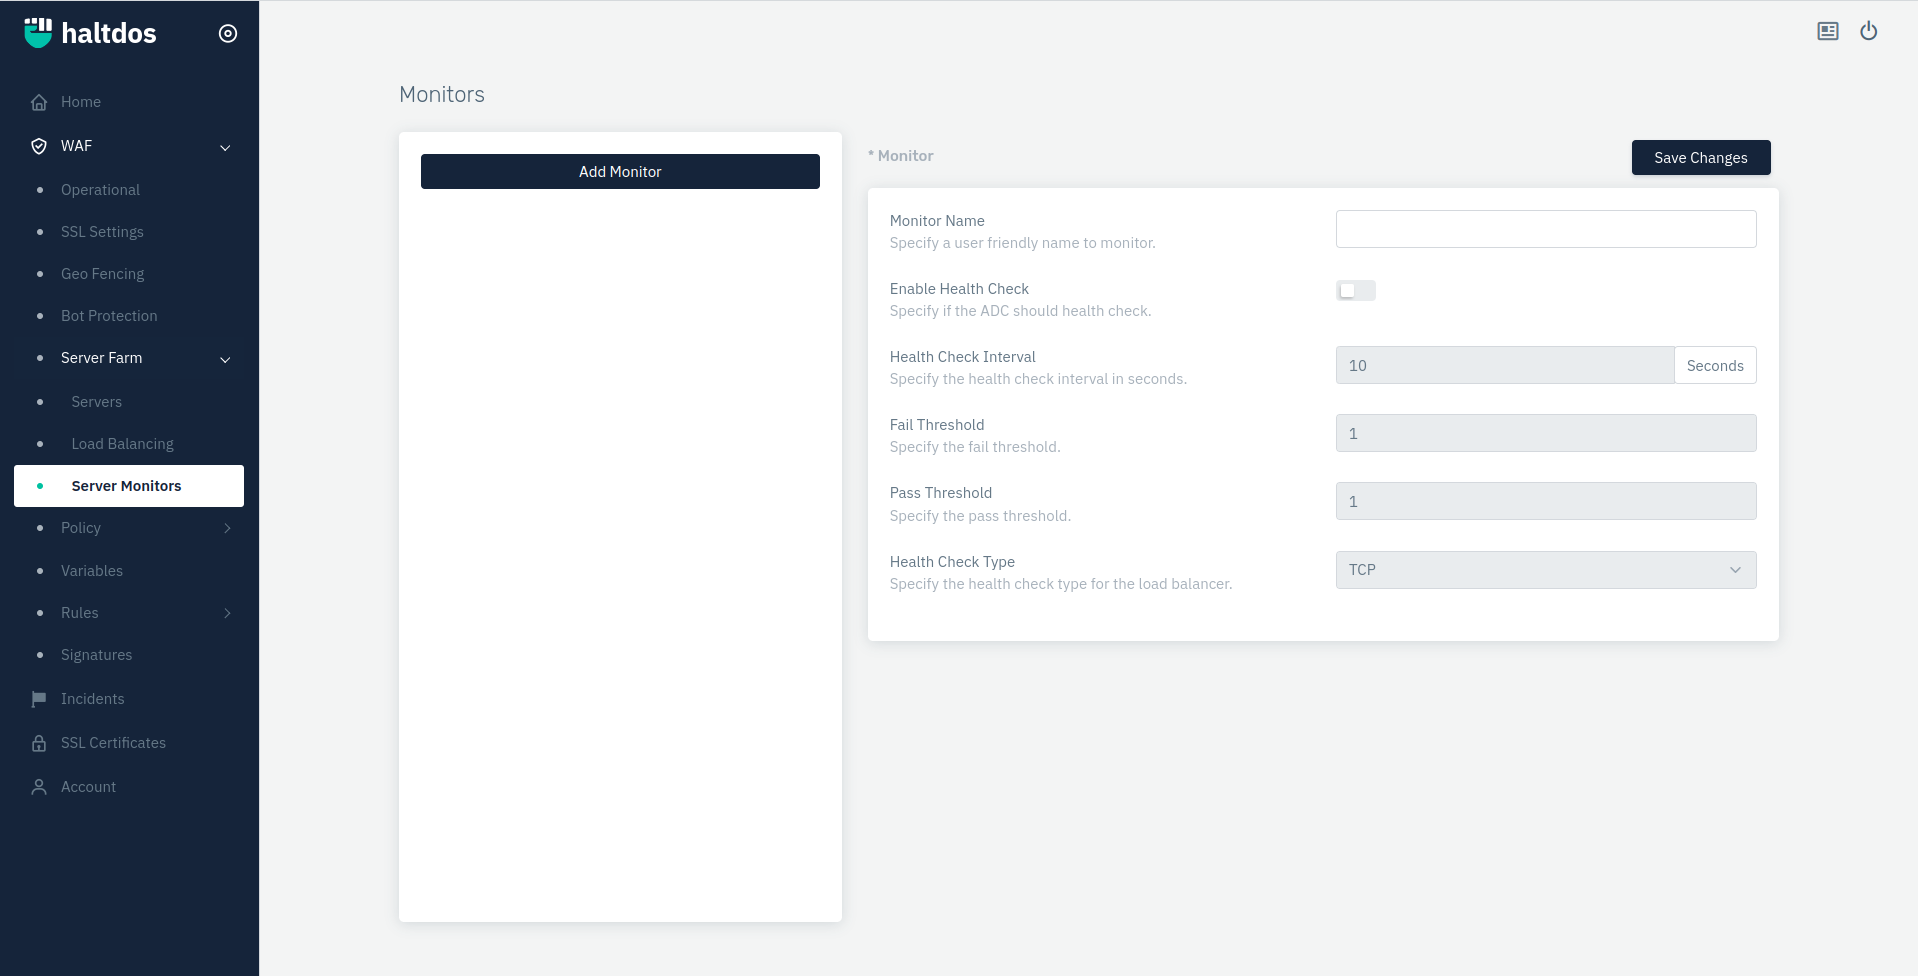 haltdos
Home
WAF
Operational
SSL Settings
Geo Fencing
Bot Protection
Server Farm
Servers
Load Balancing
Server Monitors
Policy
Variables
Rules
Signatures
Incidents
SSL Certificates
Account
Monitors
Add Monitor
* Monitor
Save Changes
Monitor Name
Specify a user friendly name to monitor.
Enable Health Check
Specify if the ADC should health check.
Health Check Interval
Specify the health check interval in seconds.
10 Seconds
Fail Threshold
Specify the fail threshold.
1
Pass Threshold
Specify the pass threshold.
1
Health Check Type
Specify the health check type for the load balancer.
TCP